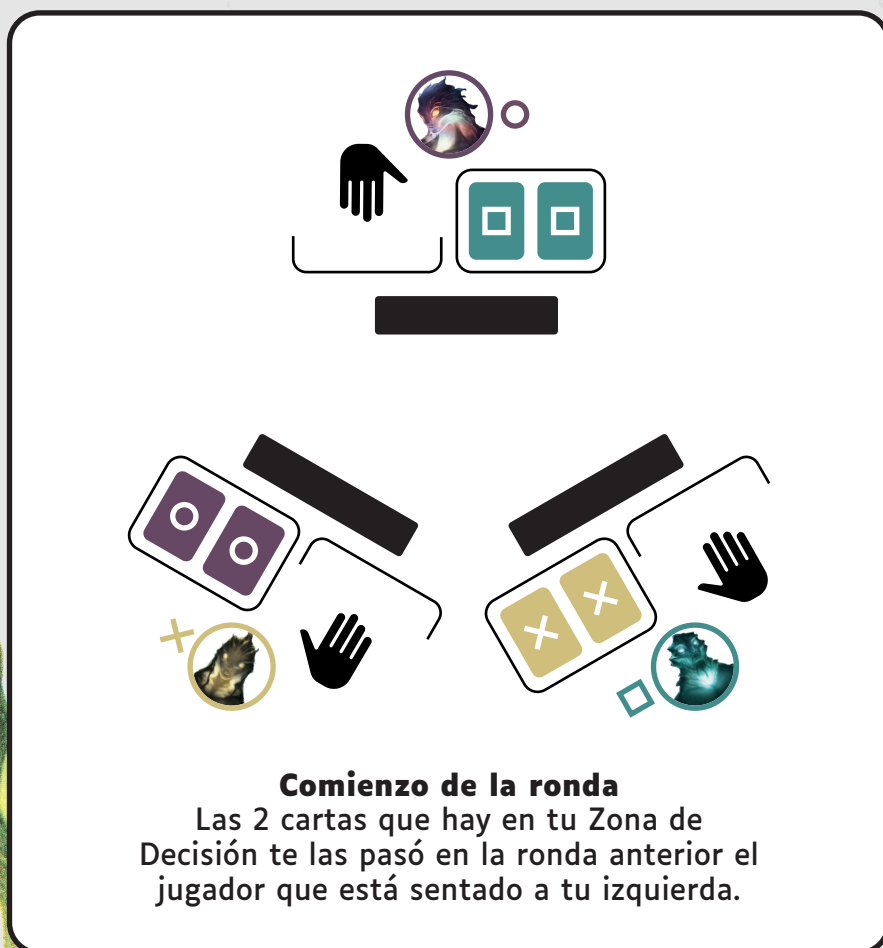 Comienzo de la ronda
Las 2 cartas que hay en tu Zona de
Decisión te las pasó en la ronda anterior el
jugador que está sentado a tu izquierda.